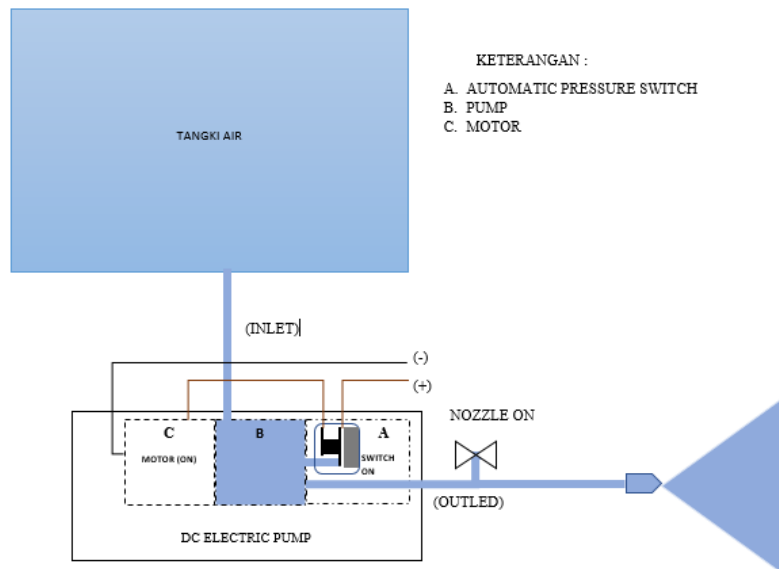 TANGKI AIR
KETERANGAN :
A. AUTOMATIC PRESSURE SWITCH
B. PUMP
C. MOTOR
(INLET)
(-)
(+)
NOZZLE ON
C
B
A
MOTOR (ON)
SWITCH
ON
(OUTLED)
DC ELECTRIC PUMP